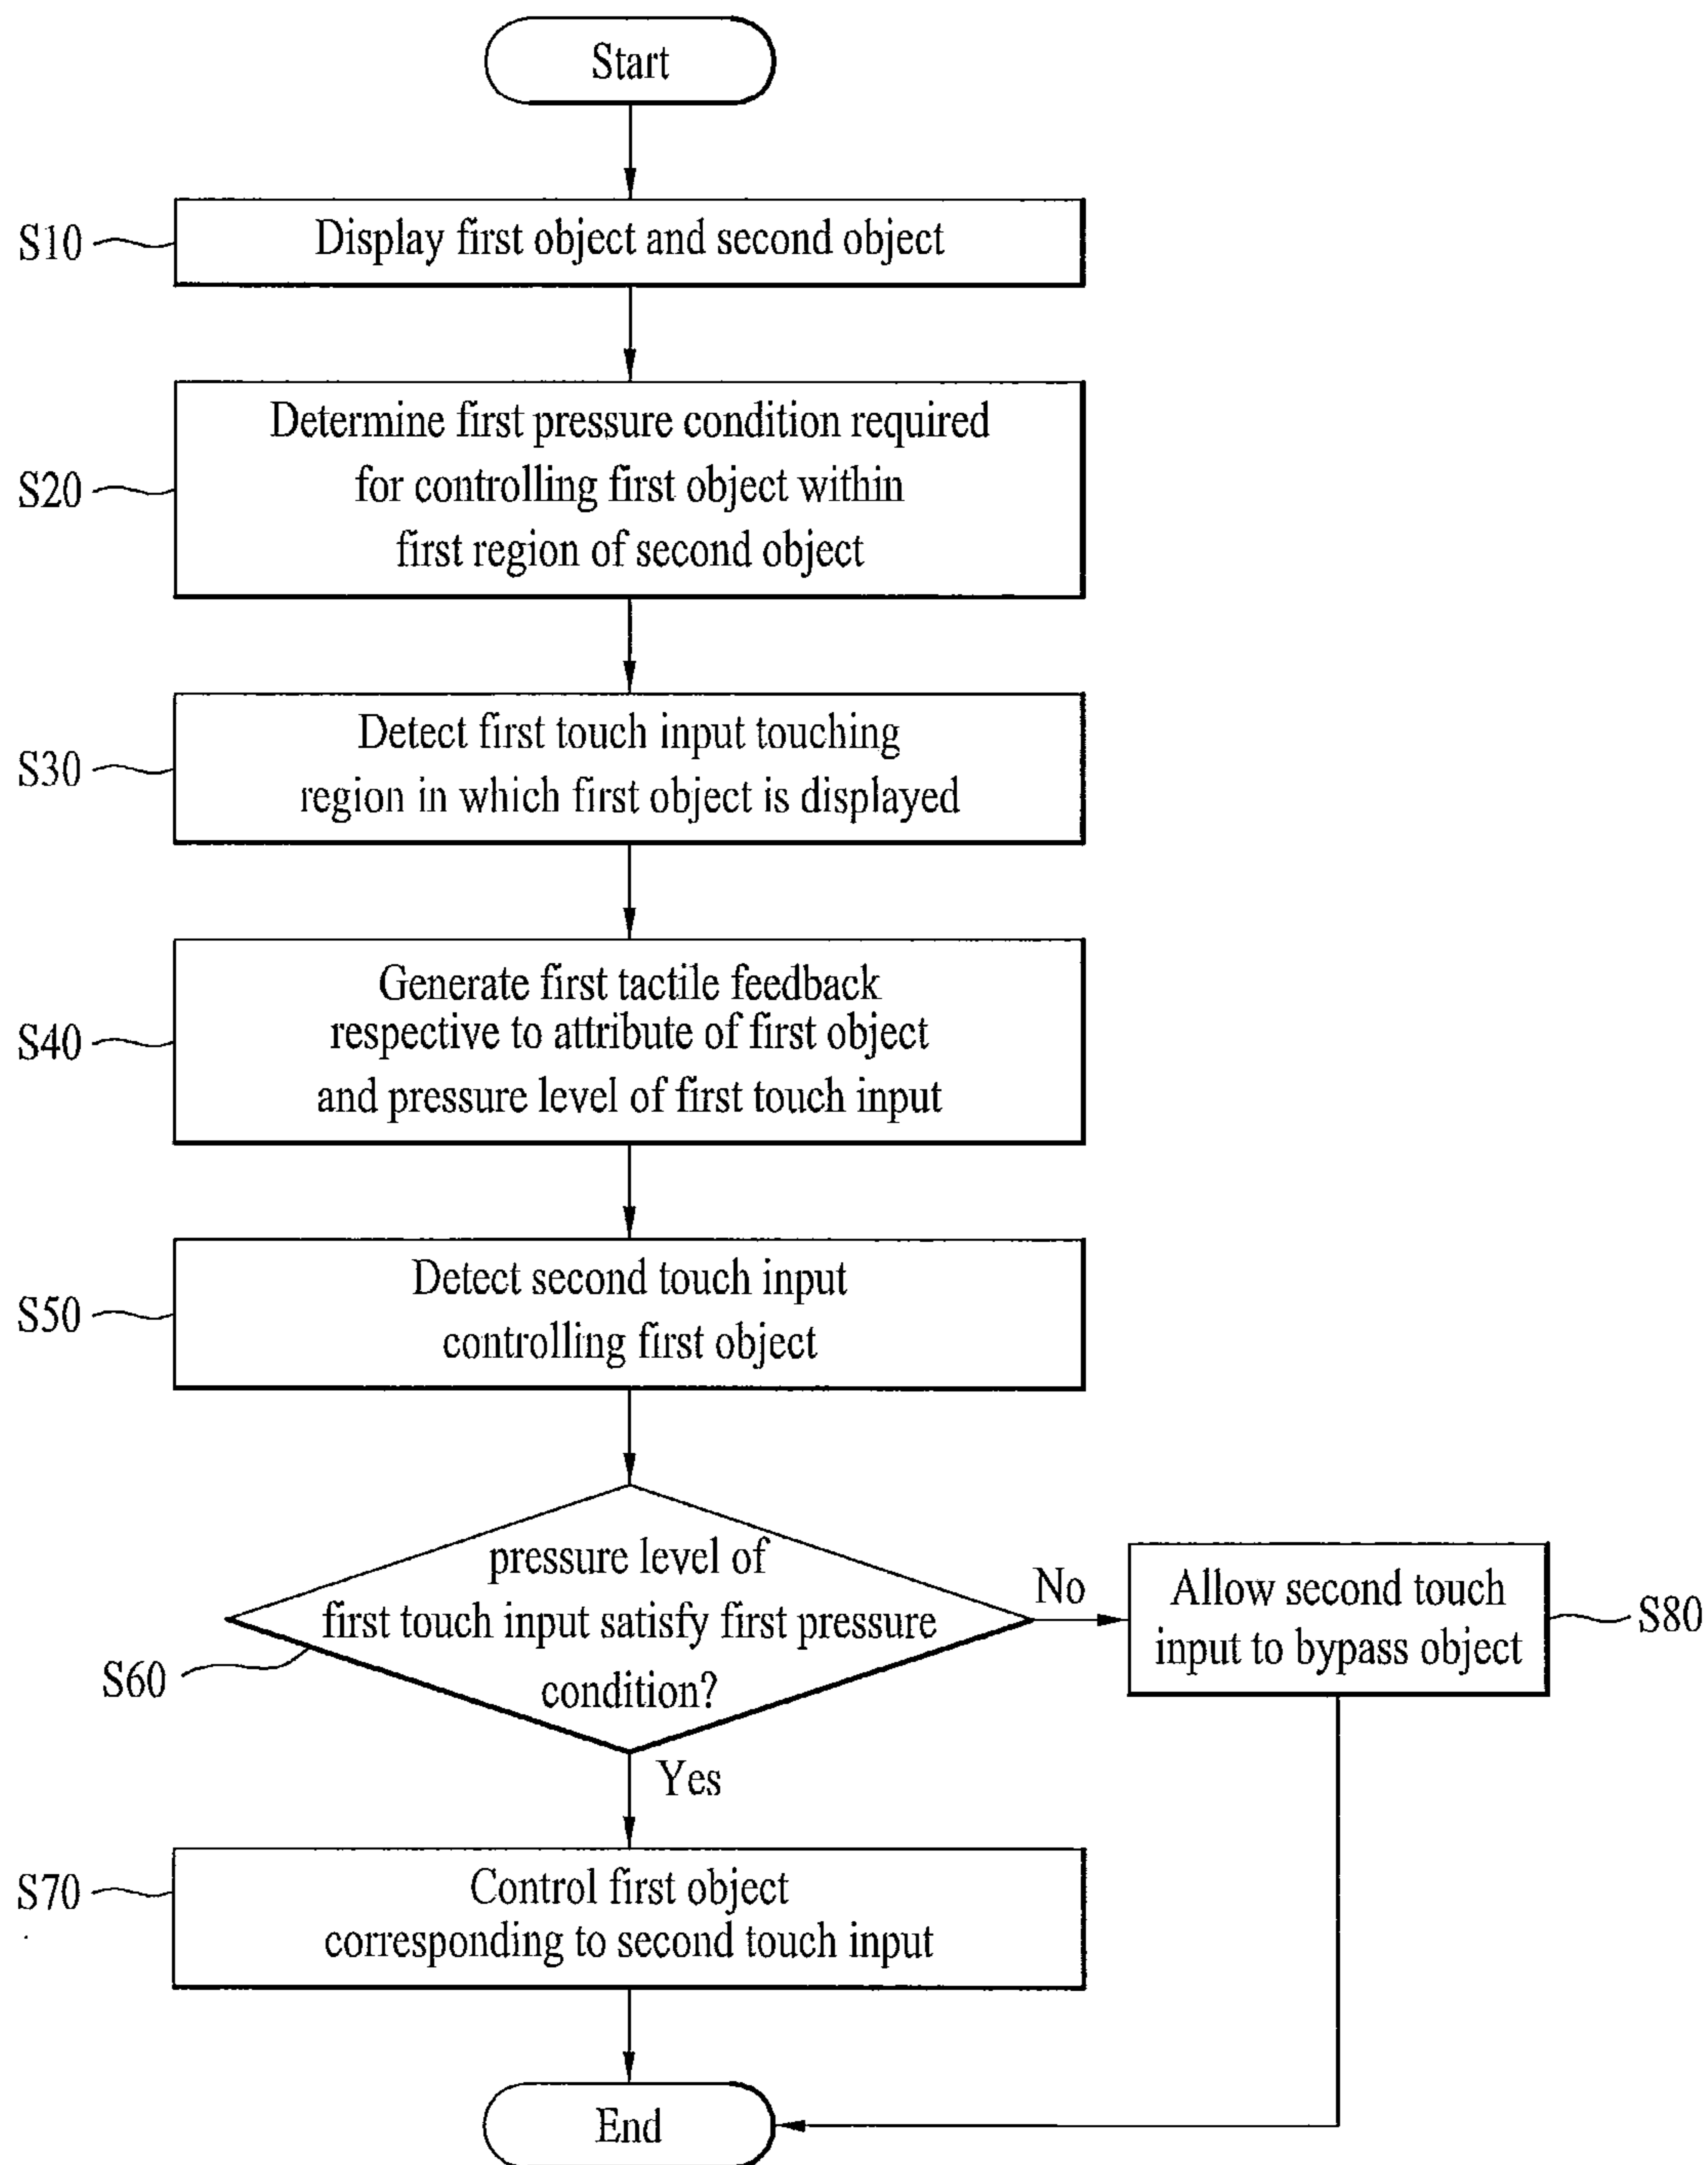 Start
S10
Display first object and second object
S20
Determine first pressure condition required
for controlling first object within
first region of second object
S30
Detect first touch input touching
region in which first object is displayed
S40
Generate first tactile feedback
respective to attribute of first object
and pressure level of first touch input
S50
Detect second touch input
controlling first object
S60
pressure level of
first touch input satisfy first pressure
condition?
No
Allow second touch
input to bypass object
S80
Yes
S70
Control first object
corresponding to second touch input
End